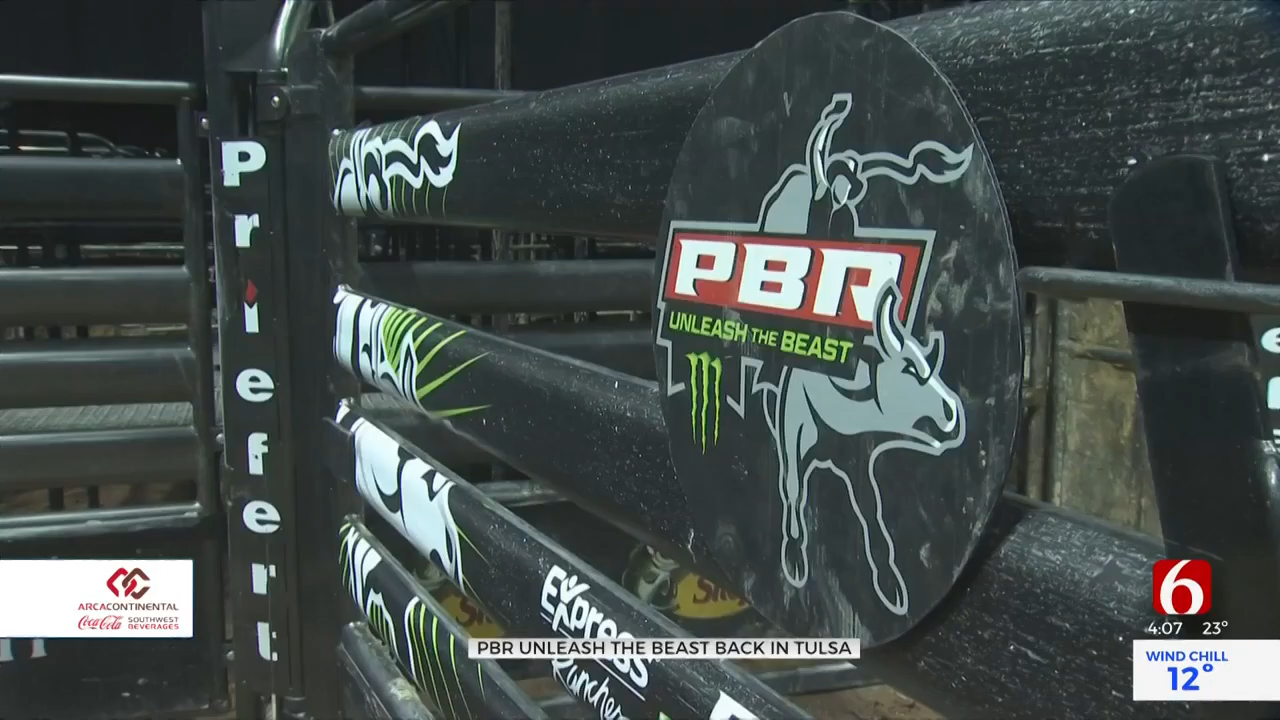 Priefert
PBR
UNLEASH THE BEAST
Express
Ranches
ARCACONTINENTAL
Coca-Cola SOUTHWEST BEVERAGES
PBR UNLEASH THE BEAST BACK IN TULSA
6
4:07 23°
WIND CHILL
12°